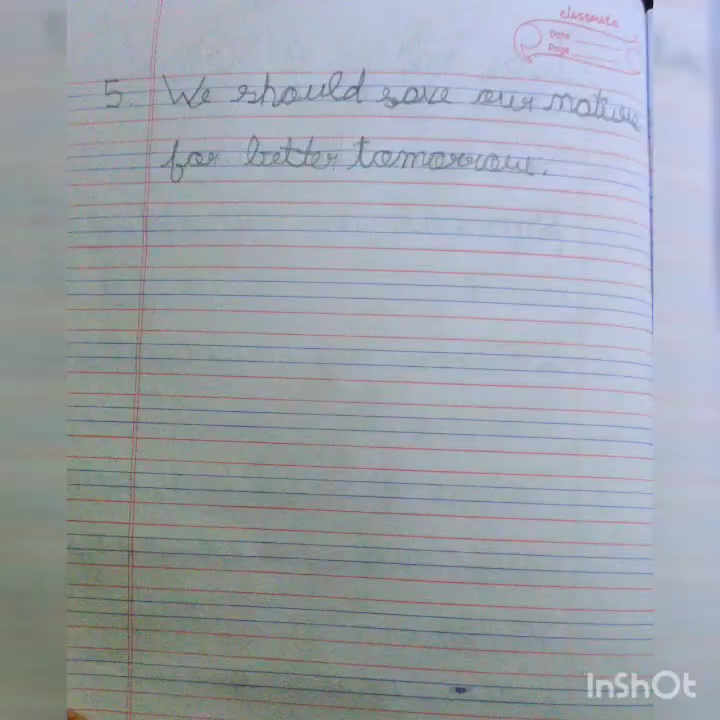 classmate
Date
Page
5. We should save our nature
for better tomorrow.
InShOt